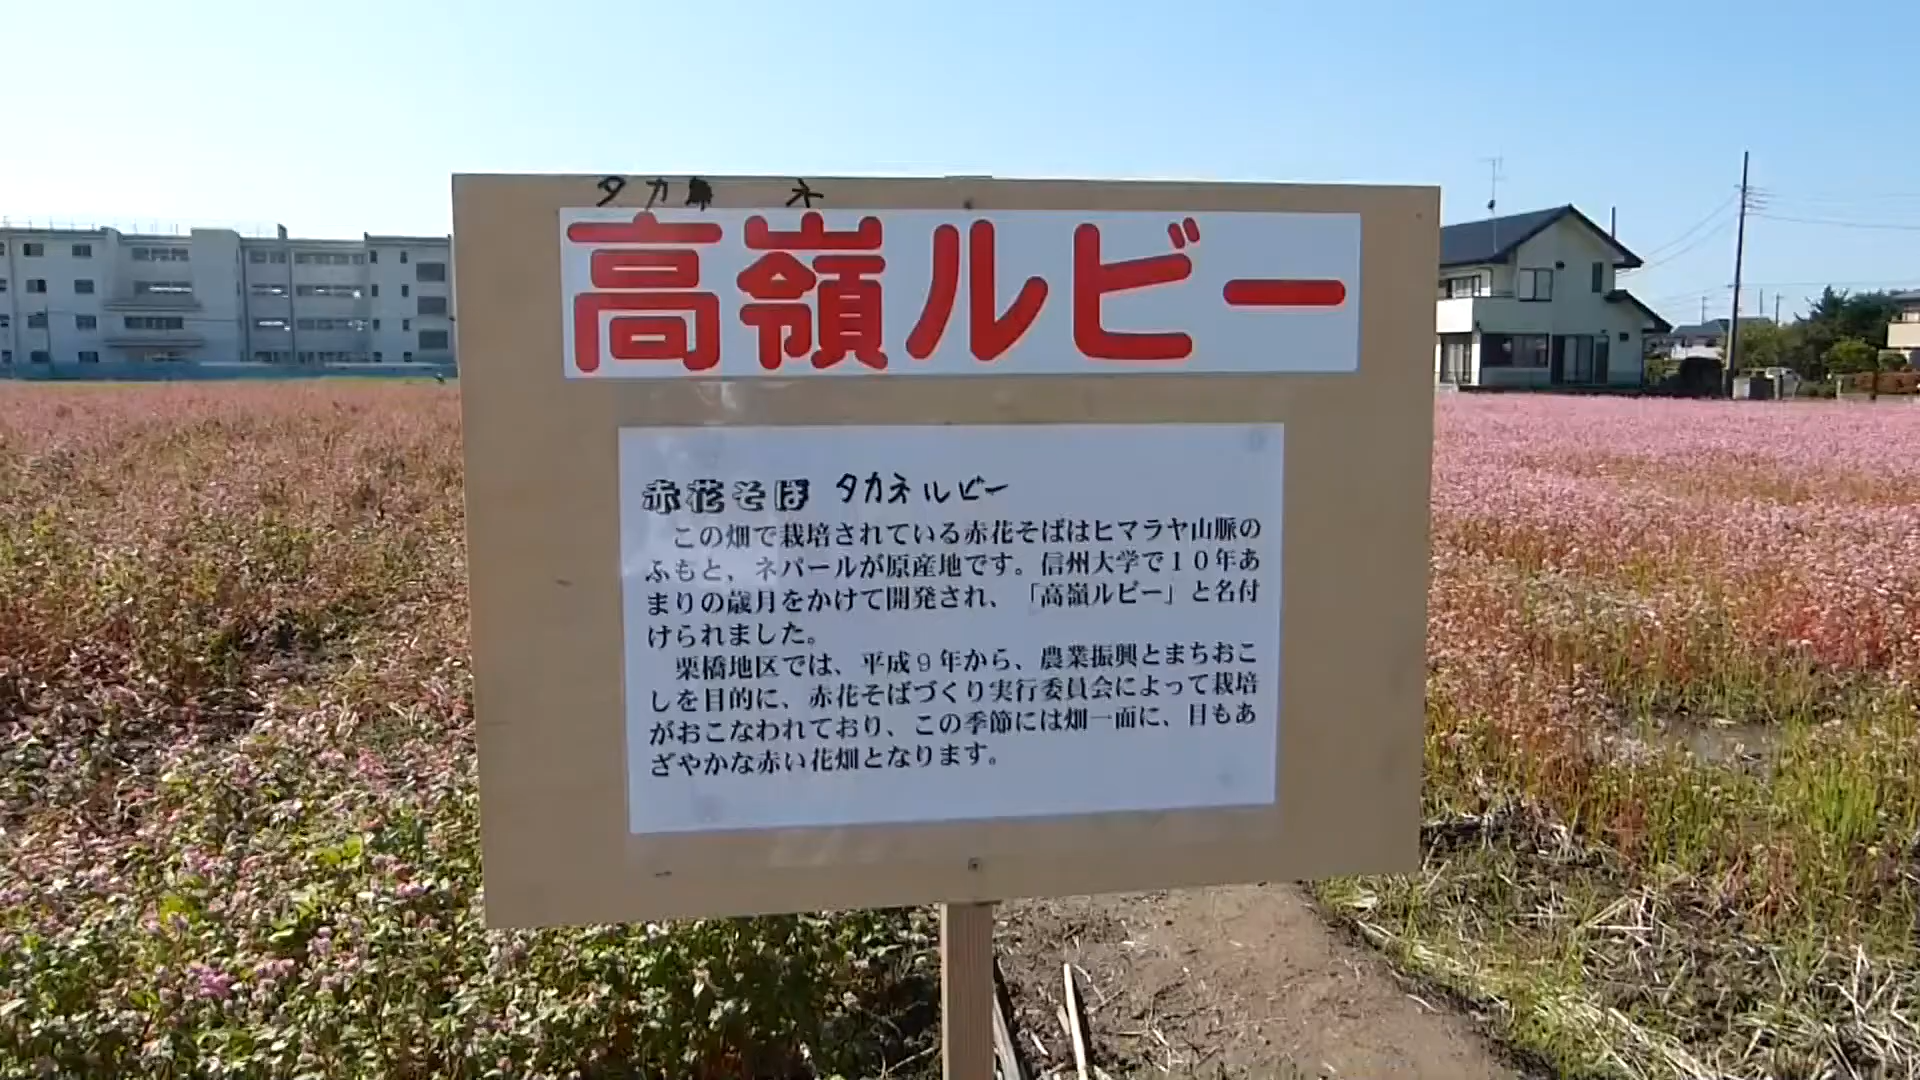 タカ ネ
高嶺ルビー
赤花そば タカネルビー
この畑で栽培されている赤花そばはヒマラヤ山脈の
ふもと、ネパールが原産地です。信州大学で１０年あ
まりの歳月をかけて開発され、「高嶺ルビー」と名付
けられました。
栗橋地区では、平成９年から、農業振興とまちおこ
しを目的に、赤花そばづくり実行委員会によって栽培
がおこなわれており、この季節には畑一面に、目もあ
ざやかな赤い花畑となります。